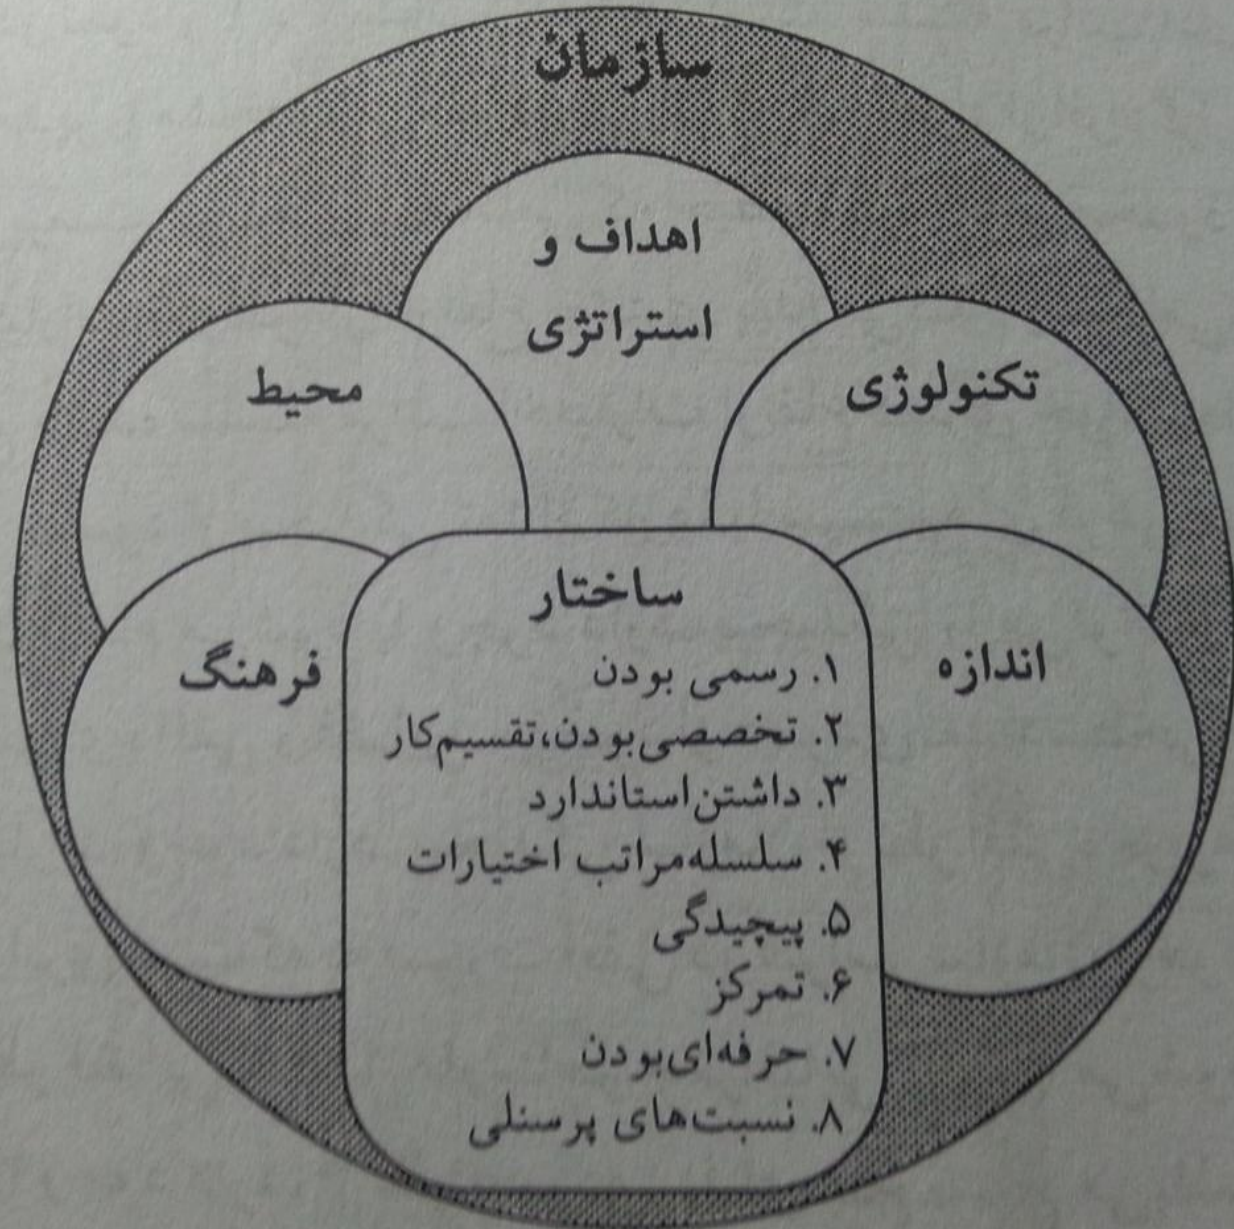 سازمان
اهداف و
استراتژی
تکنولوژی
محیط
ساختار
اندازه
فرهنگ
۱. رسمی بودن
۲. تخصصی‌بودن،تقسیم‌کار
۳. داشتن‌استاندارد
۴. سلسله‌مراتب اختیارات
۵. پیچیدگی
۶. تمرکز
۷. حرفه‌ای‌بودن
۸. نسبت‌های پرسنلی